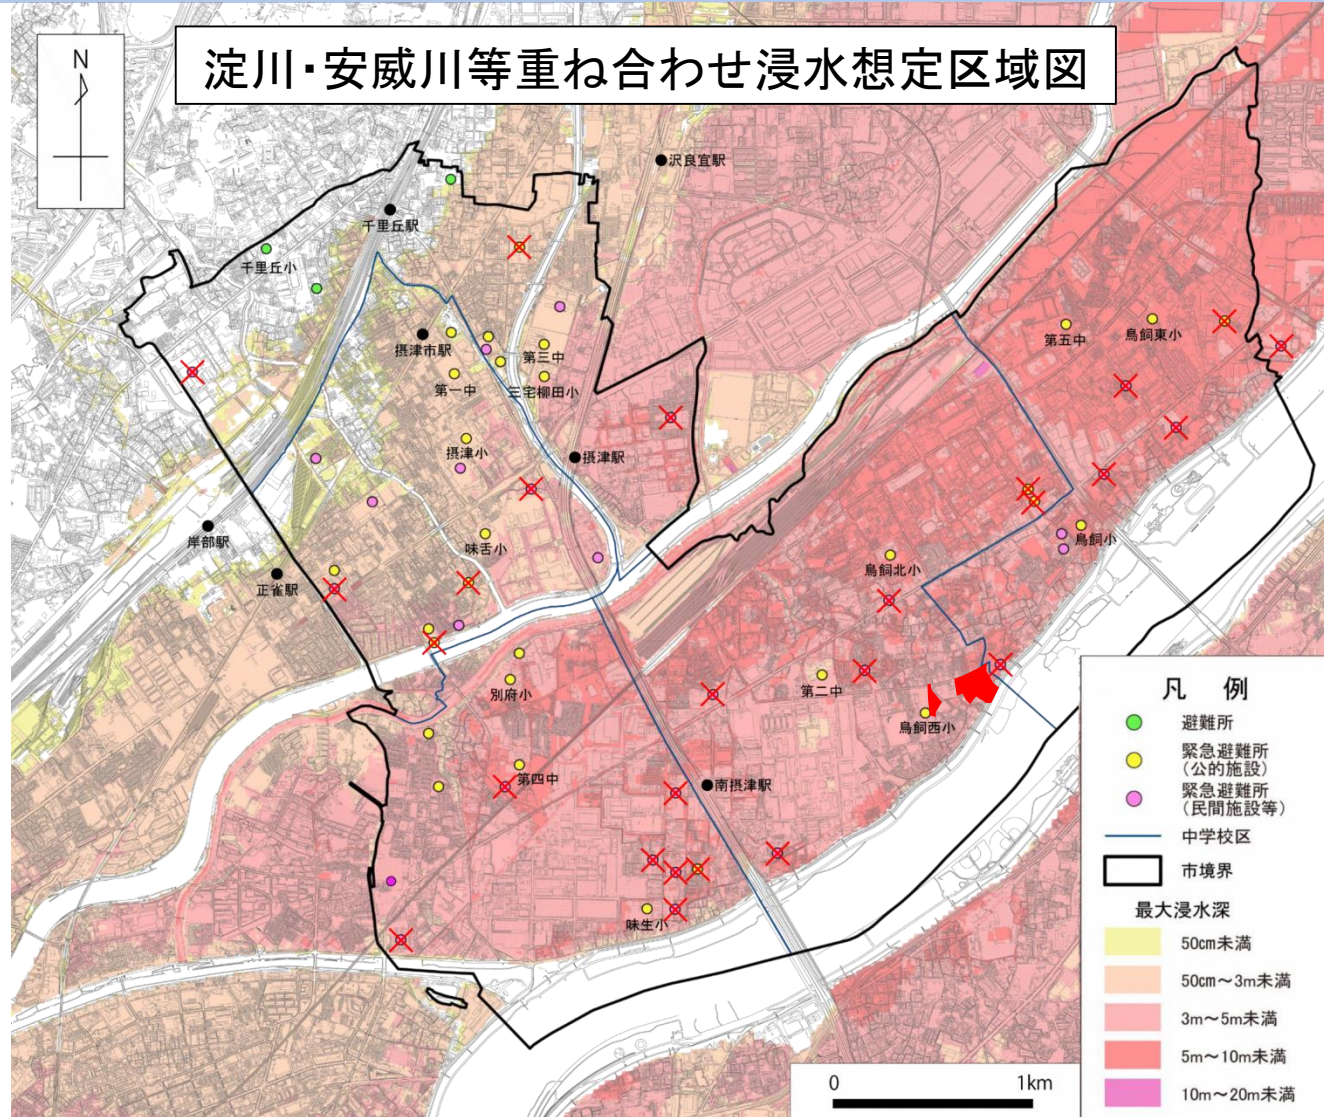 淀川・安威川等重ね合わせ浸水想定区域図
N
沢良宜駅
千里丘駅
千里丘小
摂津市駅
第三中
第一中
三宅柳田小
第五中
鳥飼東小
摂津小
摂津駅
岸部駅
味舌小
鳥飼小
正雀駅
鳥飼北小
別府小
第二中
鳥飼西小
第四中
南摂津駅
味生小
凡 例
避難所
緊急避難所
(公的施設)
緊急避難所
(民間施設等)
中学校区
市境界
最大浸水深
50cm未満
50cm～3m未満
3m～5m未満
5m～10m未満
10m～20m未満
0 1km